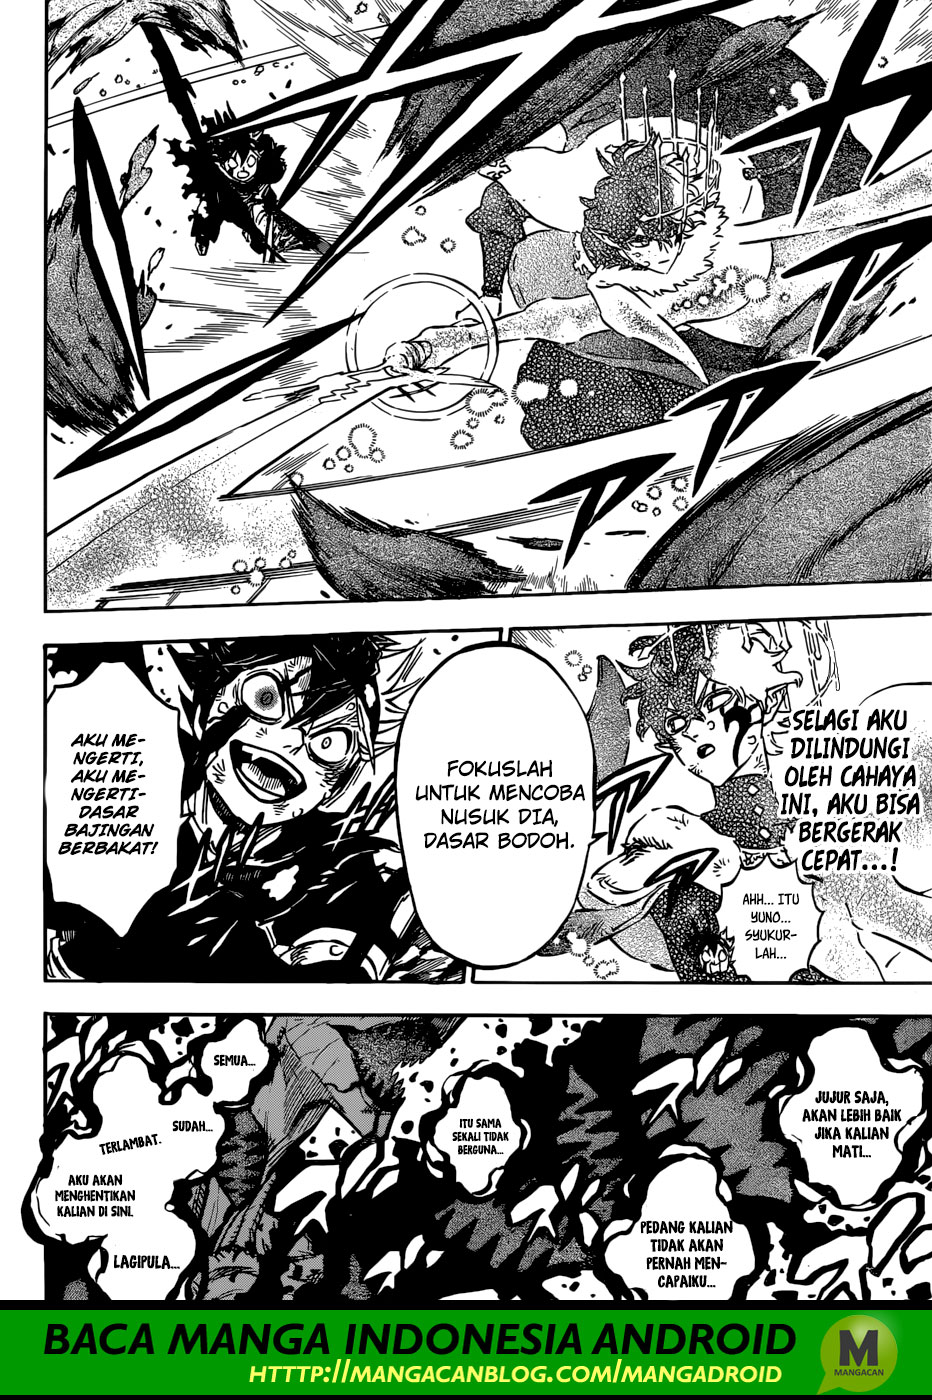 SELAGI AKU
DILINDUNGI
OLEH CAHAYA
INI, AKU BISA
BERGERAK
CEPAT...!
AHH... ITU
YUNO...
SYUKUR-
LAH...
FOKUSLAH
UNTUK MENCOBA
NUSUK DIA,
DASAR BODOH.
AKU ME-
NGERTI,
AKU ME-
NGERTI-
DASAR
BAJINGAN
BERBAKAT!
JUJUR SAJA,
AKAN LEBIH BAIK
JIKA KALIAN
MATI...
PEDANG KALIAN
TIDAK AKAN
PERNAH MEN-
CAPAIKU...
ITU SAMA
SEKALI TIDAK
BERGUNA...
SEMUA...
SUDAH...
TERLAMBAT.
AKU AKAN
MENGHENTIKAN
KALIAN DI SINI.
LAGIPULA...
BACA MANGA INDONESIA ANDROID
HTTTP://MANGACANBLOG.COM/MANGADROID
M
MANGACAN